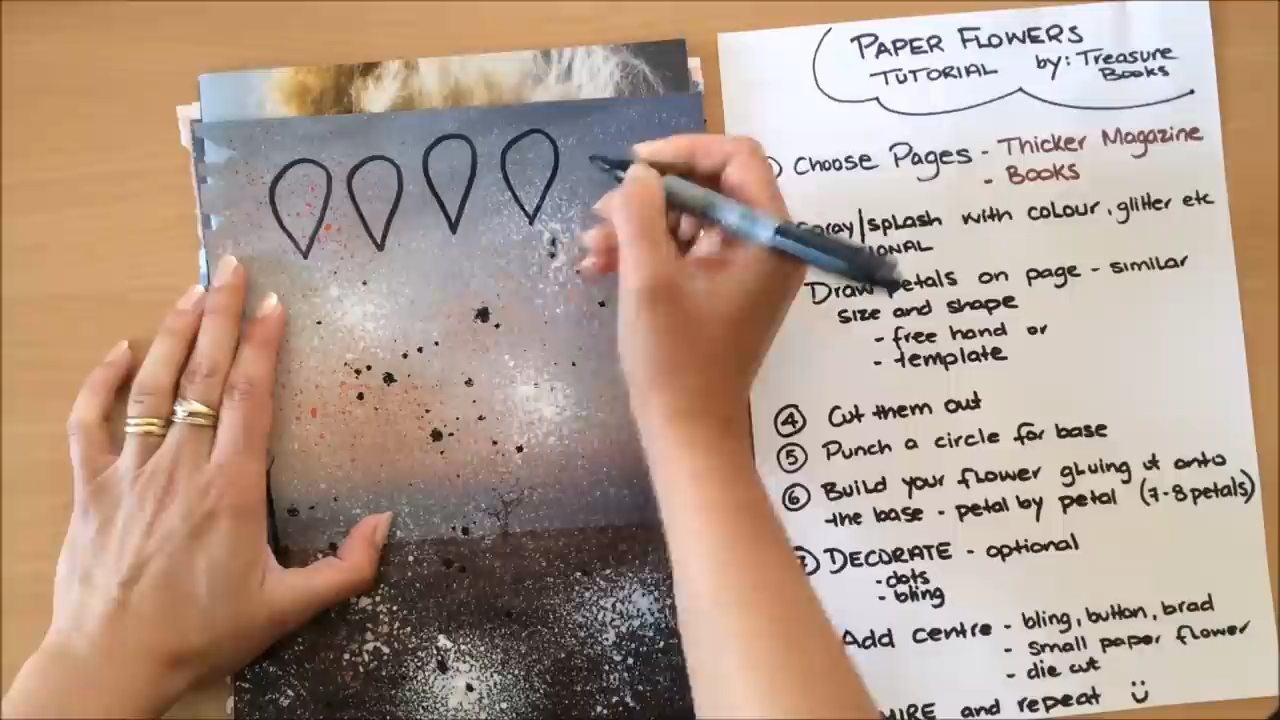 PAPER FLOWERS
TUTORIAL by: Treasure
Books
Choose Pages - Thicker Magazine
- Books
Spray/splash with colour, glitter etc
Draw petals on page - similar
size and shape
- free hand or
- template
④ Cut them out
⑤ Punch a circle for base
⑥ Build your flower gluing it onto
the base - petal by petal (7-8 petals)
DECORATE - optional
- dots
- bling
Add centre - bling, button, brad
- small paper flower
- die cut
and repeat ü